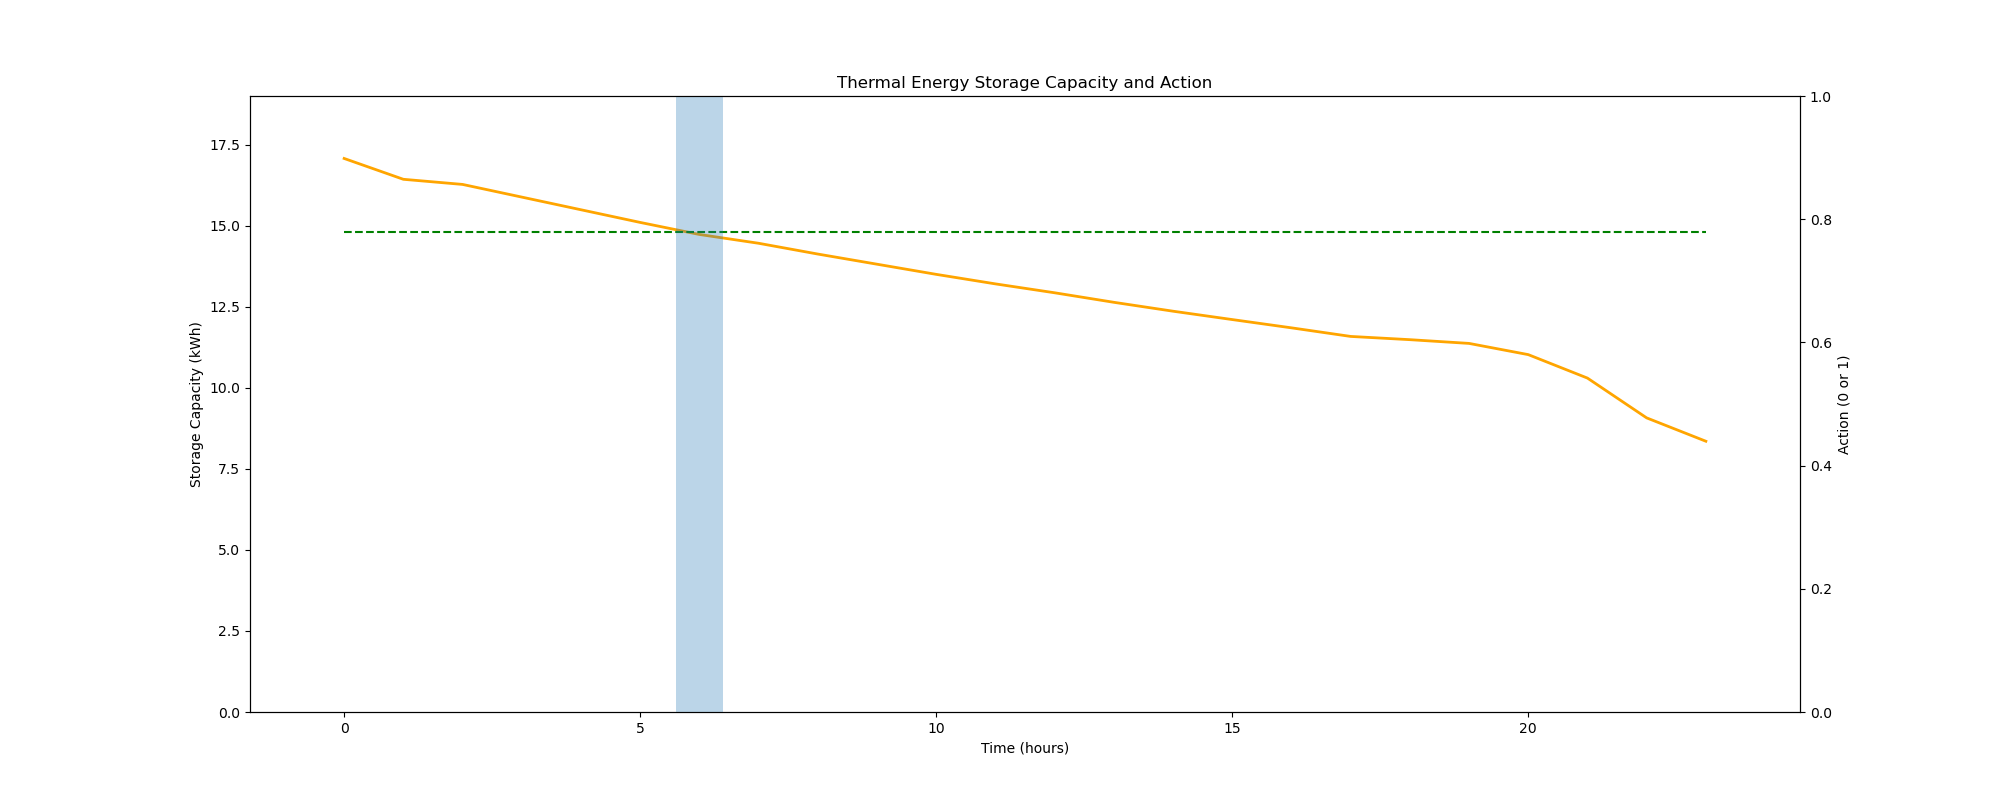 Thermal Energy Storage Capacity and Action
17.5
15.0
12.5
10.0
7.5
5.0
2.5
0.0
Storage Capacity (kWh)
1.0
0.8
0.6
0.4
0.2
0.0
Action (0 or 1)
0 5 10 15 20
Time (hours)